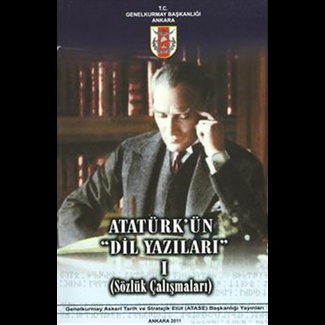 T.C.
GENELKURMAY BAŞKANLIĞI
ANKARA
ATATÜRK'ÜN
"DİL YAZILARI"
I
(Sözlük Çalışmaları)
Genelkurmay Askerî Tarih ve Stratejik Etüt (ATASE) Başkanlığı Yayınları
ANKARA 2011